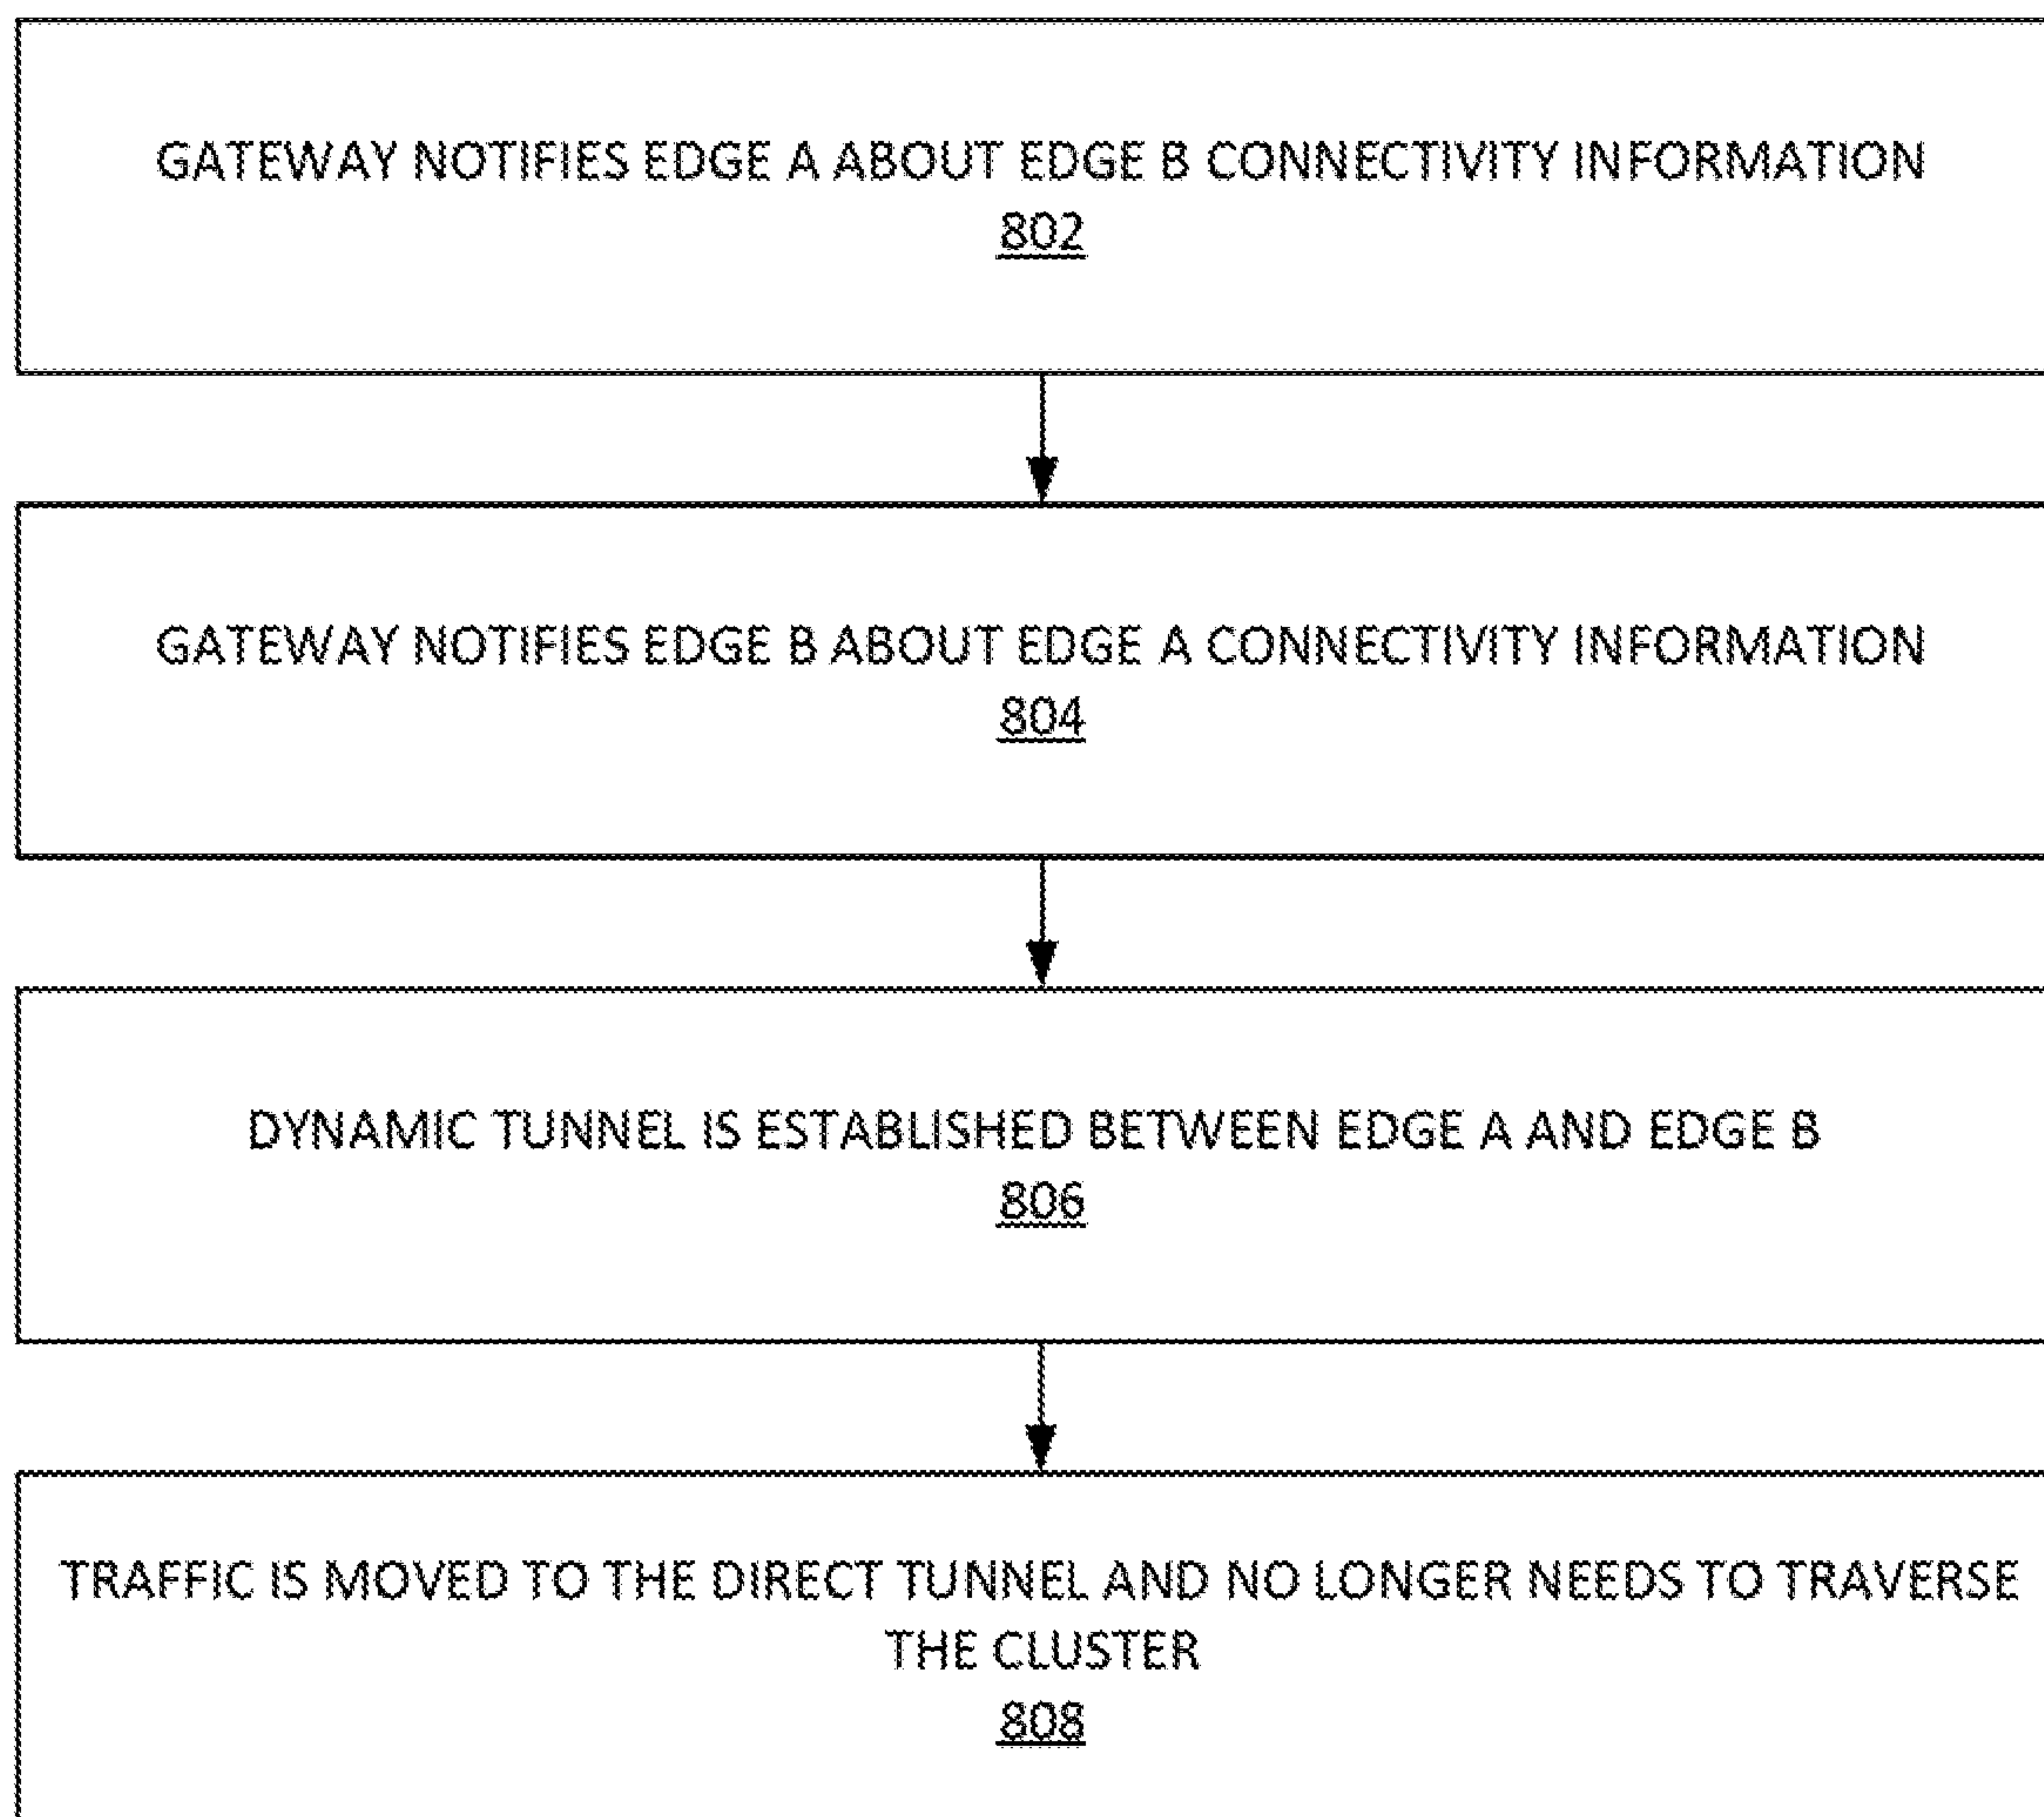 GATEWAY NOTIFIES EDGE A ABOUT EDGE B CONNECTIVITY INFORMATION
802
GATEWAY NOTIFIES EDGE B ABOUT EDGE A CONNECTIVITY INFORMATION
804
DYNAMIC TUNNEL IS ESTABLISHED BETWEEN EDGE A AND EDGE B
806
TRAFFIC IS MOVED TO THE DIRECT TUNNEL AND NO LONGER NEEDS TO TRAVERSE
THE CLUSTER
808